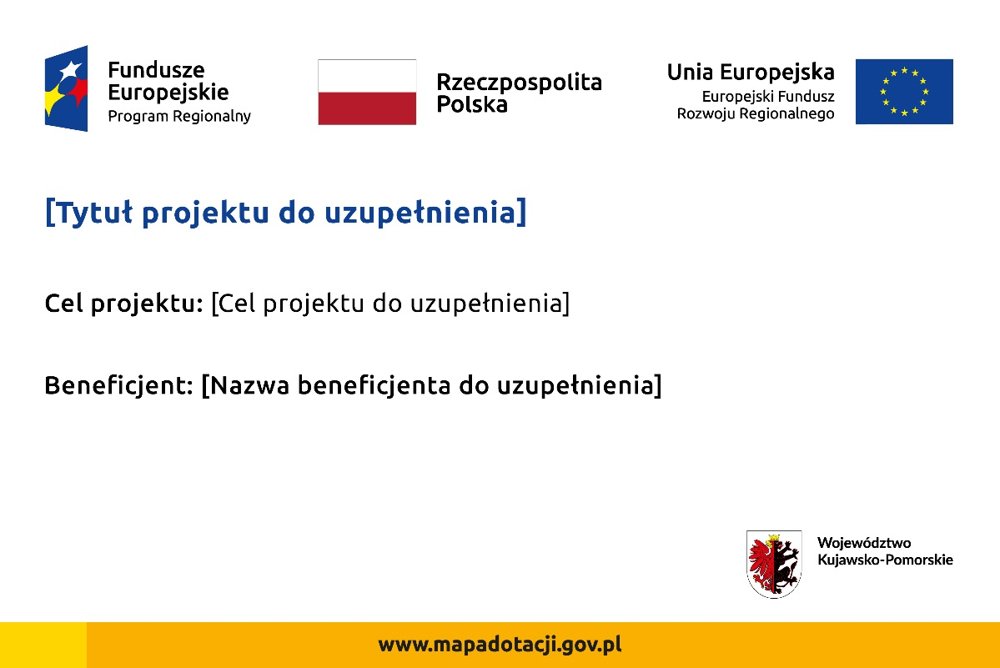 Fundusze
Europejskie
Program Regionalny
Rzeczpospolita
Polska
Unia Europejska
Europejski Fundusz
Rozwoju Regionalnego
[Tytuł projektu do uzupełnienia]
Cel projektu: [Cel projektu do uzupełnienia]
Beneficjent: [Nazwa beneficjenta do uzupełnienia]
Województwo
Kujawsko-Pomorskie
www.mapadotacji.gov.pl